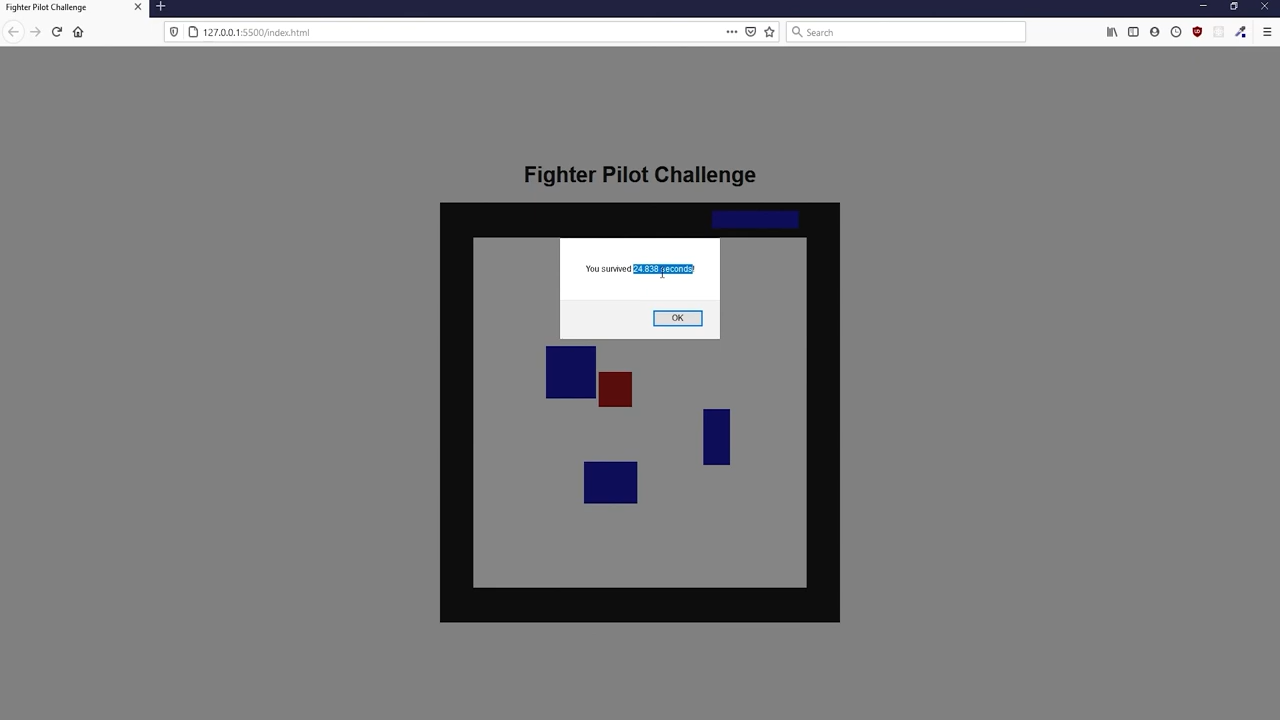 Fighter Pilot Challenge
127.0.0.1:5500/index.html
Search
Fighter Pilot Challenge
You survived 24.838 seconds!
OK